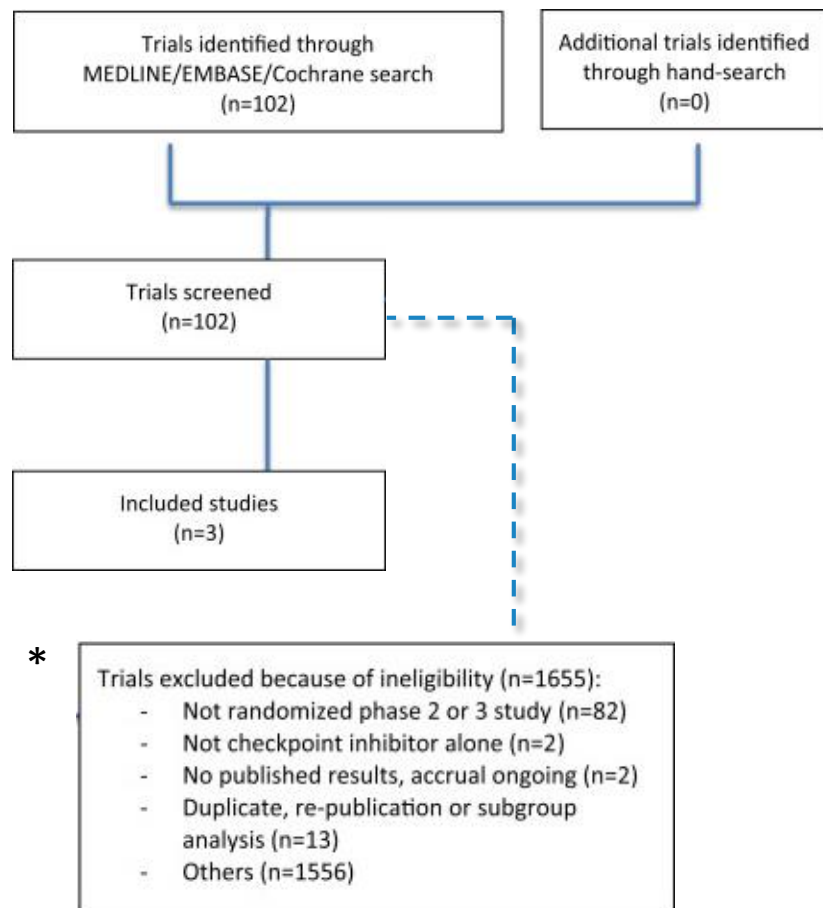 Trials identified through
MEDLINE/EMBASE/Cochrane search
(n=102)
Additional trials identified
through hand-search
(n=0)
Trials screened
(n=102)
Included studies
(n=3)
*
Trials excluded because of ineligibility (n=1655):
- Not randomized phase 2 or 3 study (n=82)
- Not checkpoint inhibitor alone (n=2)
- No published results, accrual ongoing (n=2)
- Duplicate, re-publication or subgroup
analysis (n=13)
- Others (n=1556)